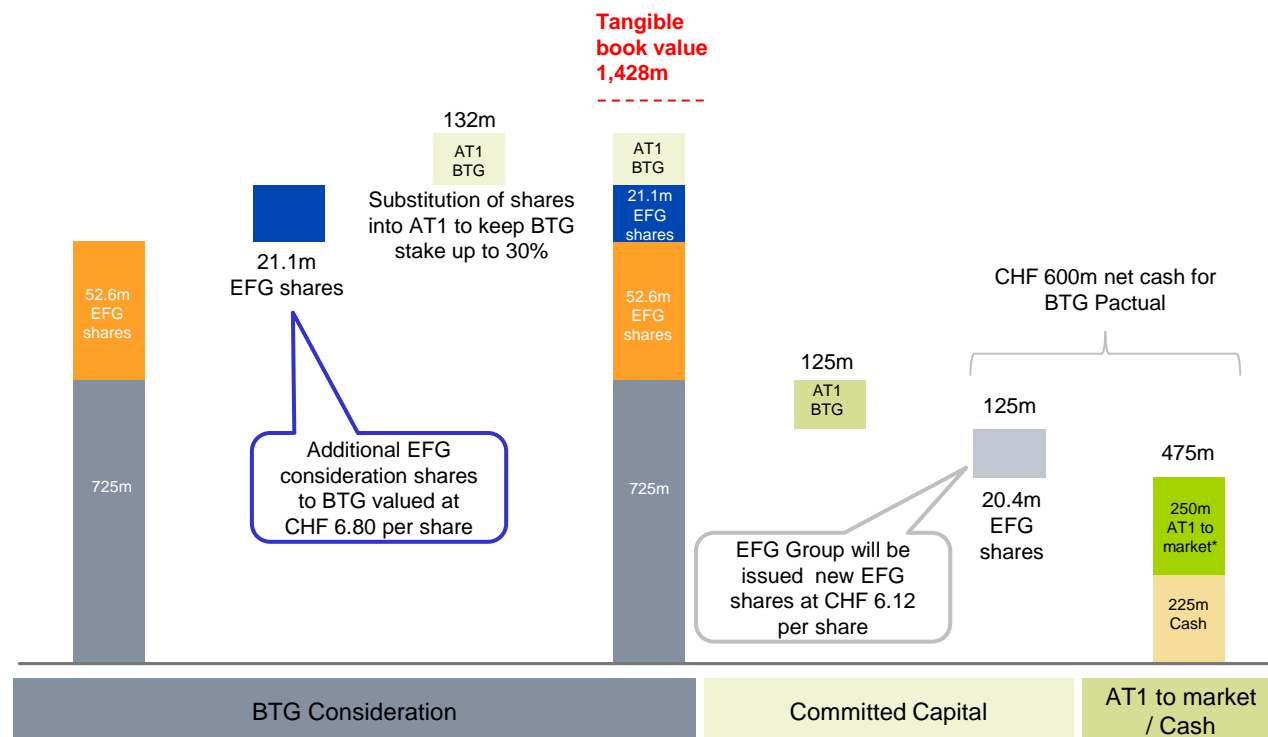 Tangible
book value
1,428m
132m
AT1
BTG
Substitution of shares
into AT1 to keep BTG
stake up to 30%
21.1m
EFG shares
52.6m
EFG
shares
725m
Additional EFG
consideration shares
to BTG valued at
CHF 6.80 per share
AT1
BTG
21.1m
EFG
shares
52.6m
EFG
shares
725m
CHF 600m net cash for
BTG Pactual
125m
AT1
BTG
125m
20.4m
EFG
shares
EFG Group will be
issued new EFG
shares at CHF 6.12
per share
475m
250m
AT1 to
market*
225m
Cash
BTG Consideration
Committed Capital
AT1 to market
/ Cash